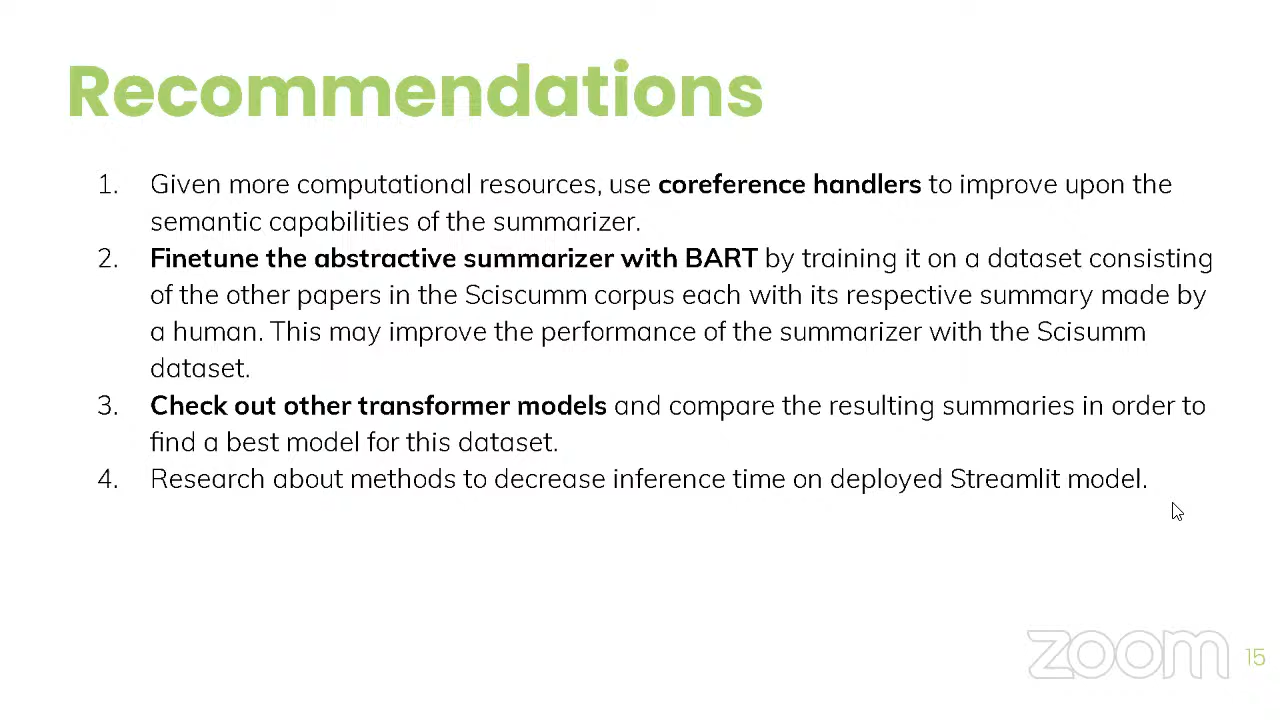 Recommendations
1. Given more computational resources, use coreference handlers to improve upon the
semantic capabilities of the summarizer.
2. Finetune the abstractive summarizer with BART by training it on a dataset consisting
of the other papers in the Sciscumm corpus each with its respective summary made by
a human. This may improve the performance of the summarizer with the Scisumm
dataset.
3. Check out other transformer models and compare the resulting summaries in order to
find a best model for this dataset.
4. Research about methods to decrease inference time on deployed Streamlit model.
zoom
15